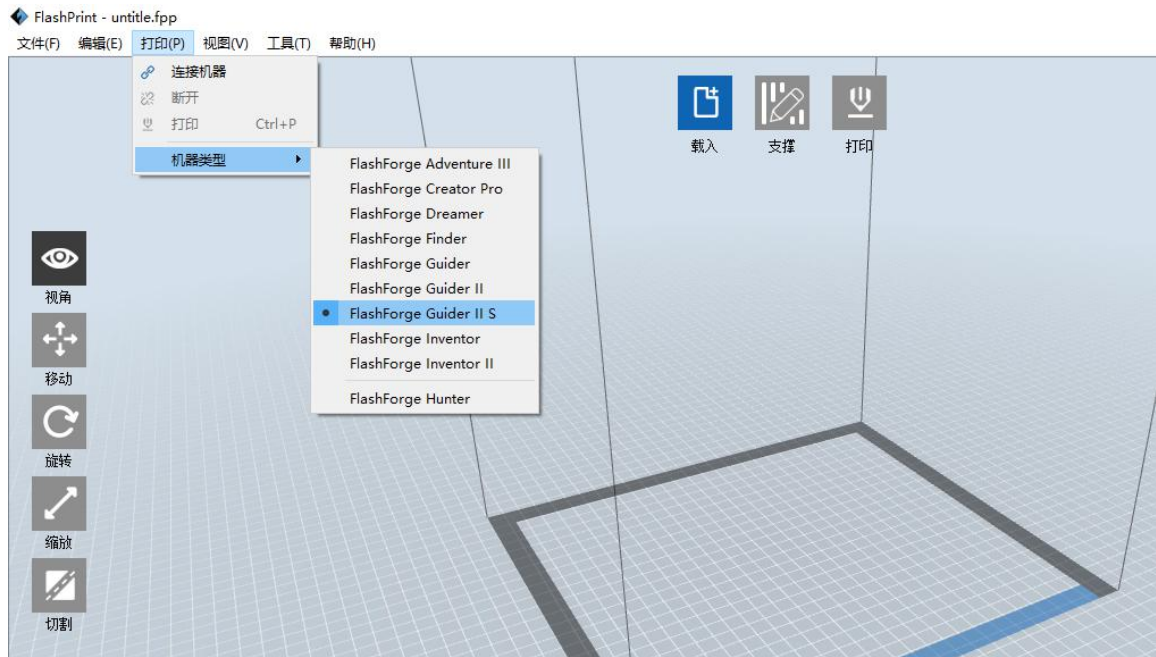 FlashPrint - untitle.fpp
文件(F) 编辑(E) 打印(P) 视图(V) 工具(T) 帮助(H)
连接机器
断开
打印 Ctrl+P
机器类型
FlashForge Adventure III
FlashForge Creator Pro
FlashForge Dreamer
FlashForge Finder
FlashForge Guider
FlashForge Guider II
FlashForge Guider II S
FlashForge Inventor
FlashForge Inventor II
FlashForge Hunter
载入 支撑 打印
视角
移动
旋转
缩放
切割